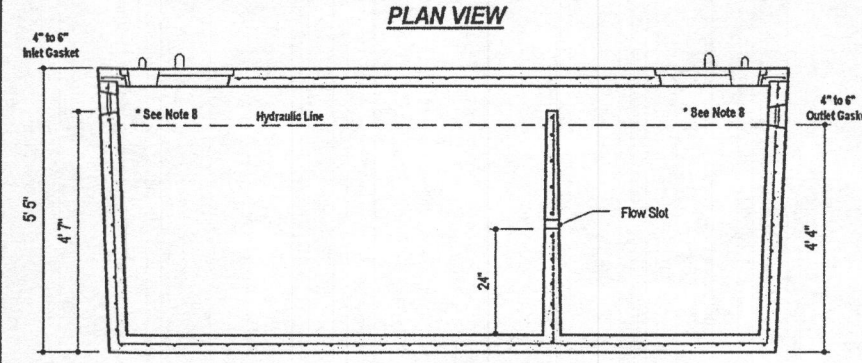 PLAN VIEW
4" to 6"
Inlet Gasket
* See Note 8
Hydraulic Line
* See Note 8
4" to 6"
Outlet Gasket
5' 5"
4' 7"
Flow Slot
24"
4' 4"